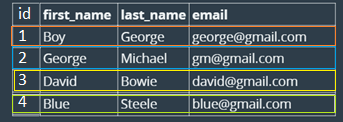 id first_name last_name email
1 Boy George george@gmail.com
2 George Michael gm@gmail.com
3 David Bowie david@gmail.com
4 Blue Steele blue@gmail.com